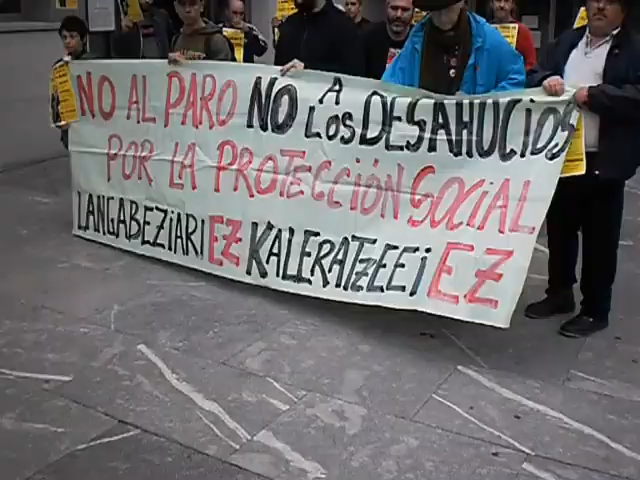 NO AL PARO NO A LOS DESAHUCiOS
POR LA PROTECCIÓN SOCiAL
LANGABEZiARI EZ KALERATZEEi EZ